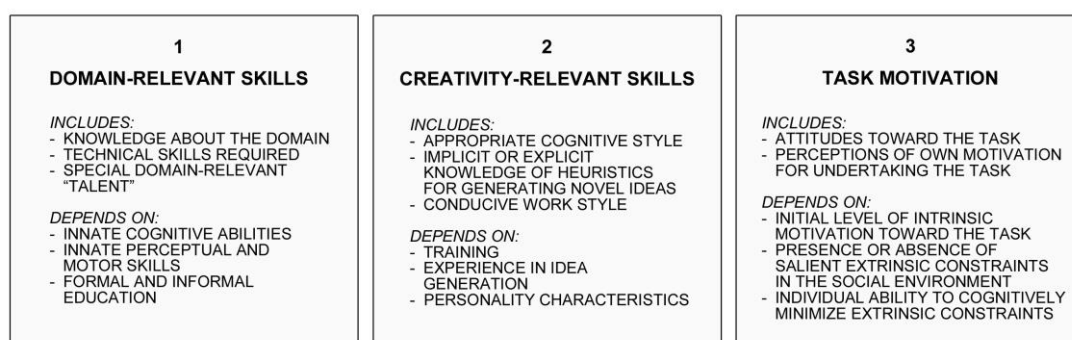 1
DOMAIN-RELEVANT SKILLS
INCLUDES:
- KNOWLEDGE ABOUT THE DOMAIN
- TECHNICAL SKILLS REQUIRED
- SPECIAL DOMAIN-RELEVANT
“TALENT”
DEPENDS ON:
- INNATE COGNITIVE ABILITIES
- INNATE PERCEPTUAL AND
MOTOR SKILLS
- FORMAL AND INFORMAL
EDUCATION
2
CREATIVITY-RELEVANT SKILLS
INCLUDES:
- APPROPRIATE COGNITIVE STYLE
- IMPLICIT OR EXPLICIT
KNOWLEDGE OF HEURISTICS
FOR GENERATING NOVEL IDEAS
- CONDUCIVE WORK STYLE
DEPENDS ON:
- TRAINING
- EXPERIENCE IN IDEA
GENERATION
- PERSONALITY CHARACTERISTICS
3
TASK MOTIVATION
INCLUDES:
- ATTITUDES TOWARD THE TASK
- PERCEPTIONS OF OWN MOTIVATION
FOR UNDERTAKING THE TASK
DEPENDS ON:
- INITIAL LEVEL OF INTRINSIC
MOTIVATION TOWARD THE TASK
- PRESENCE OR ABSENCE OF
SALIENT EXTRINSIC CONSTRAINTS
IN THE SOCIAL ENVIRONMENT
- INDIVIDUAL ABILITY TO COGNITIVELY
MINIMIZE EXTRINSIC CONSTRAINTS